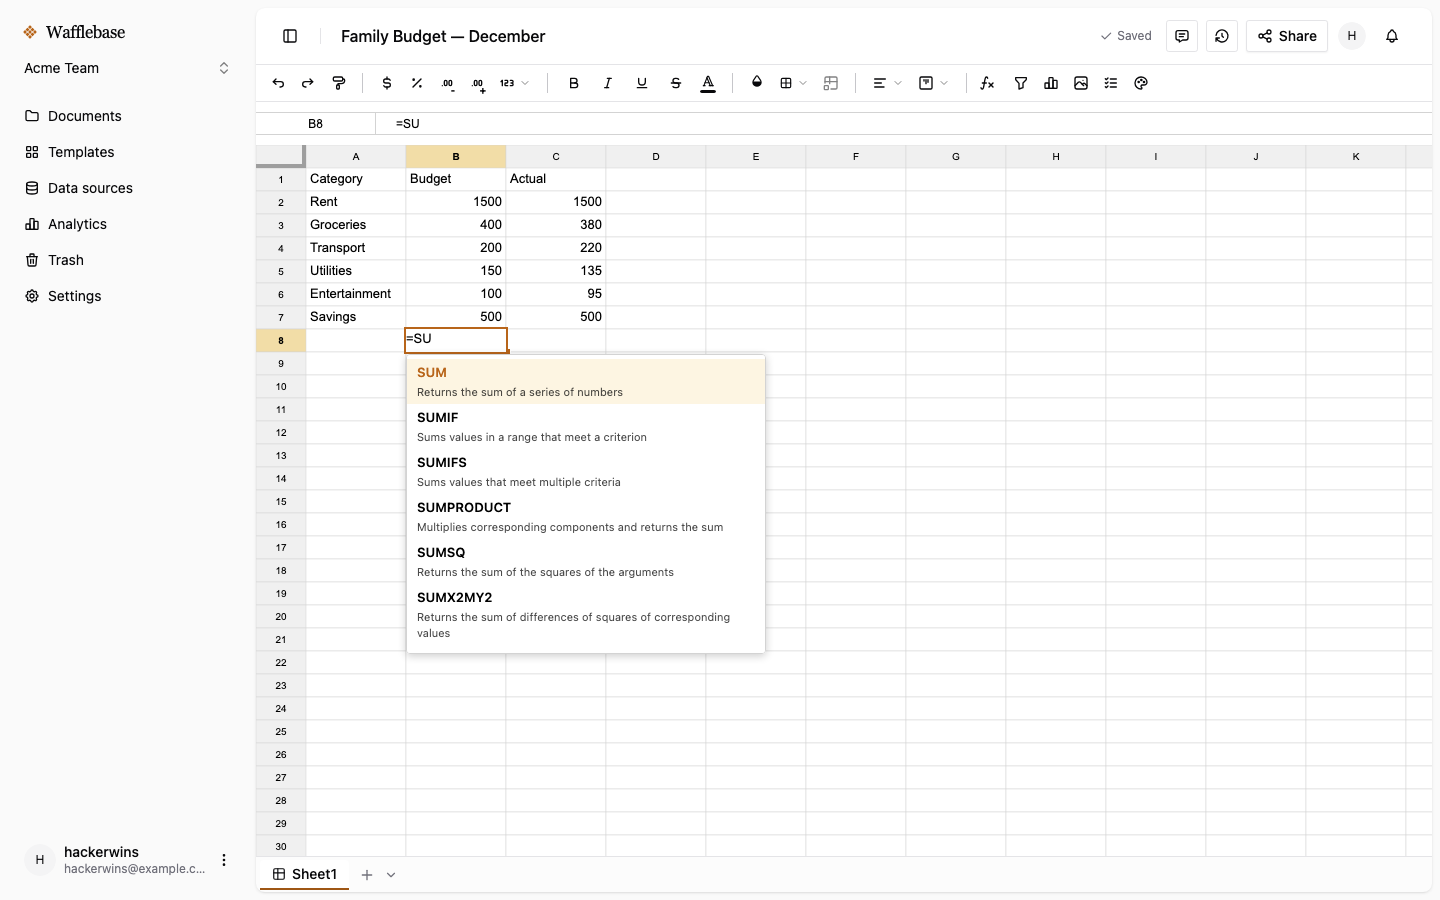 Wafflebase
Acme Team
Documents
Templates
Data sources
Analytics
Trash
Settings
H
hackerwins
hackerwins@example.c...
Family Budget — December
Saved
Share
H
$ % .00 .00 123 B I U S A
B8 =SU
A B C D E F G H I J K
1 Category Budget Actual
2 Rent 1500 1500
3 Groceries 400 380
4 Transport 200 220
5 Utilities 150 135
6 Entertainment 100 95
7 Savings 500 500
8 =SU
9
10
11
12
13
14
15
16
17
18
19
20
21
22
23
24
25
26
27
28
29
30
SUM
Returns the sum of a series of numbers
SUMIF
Sums values in a range that meet a criterion
SUMIFS
Sums values that meet multiple criteria
SUMPRODUCT
Multiplies corresponding components and returns the sum
SUMSQ
Returns the sum of the squares of the arguments
SUMX2MY2
Returns the sum of differences of squares of corresponding
values
Sheet1